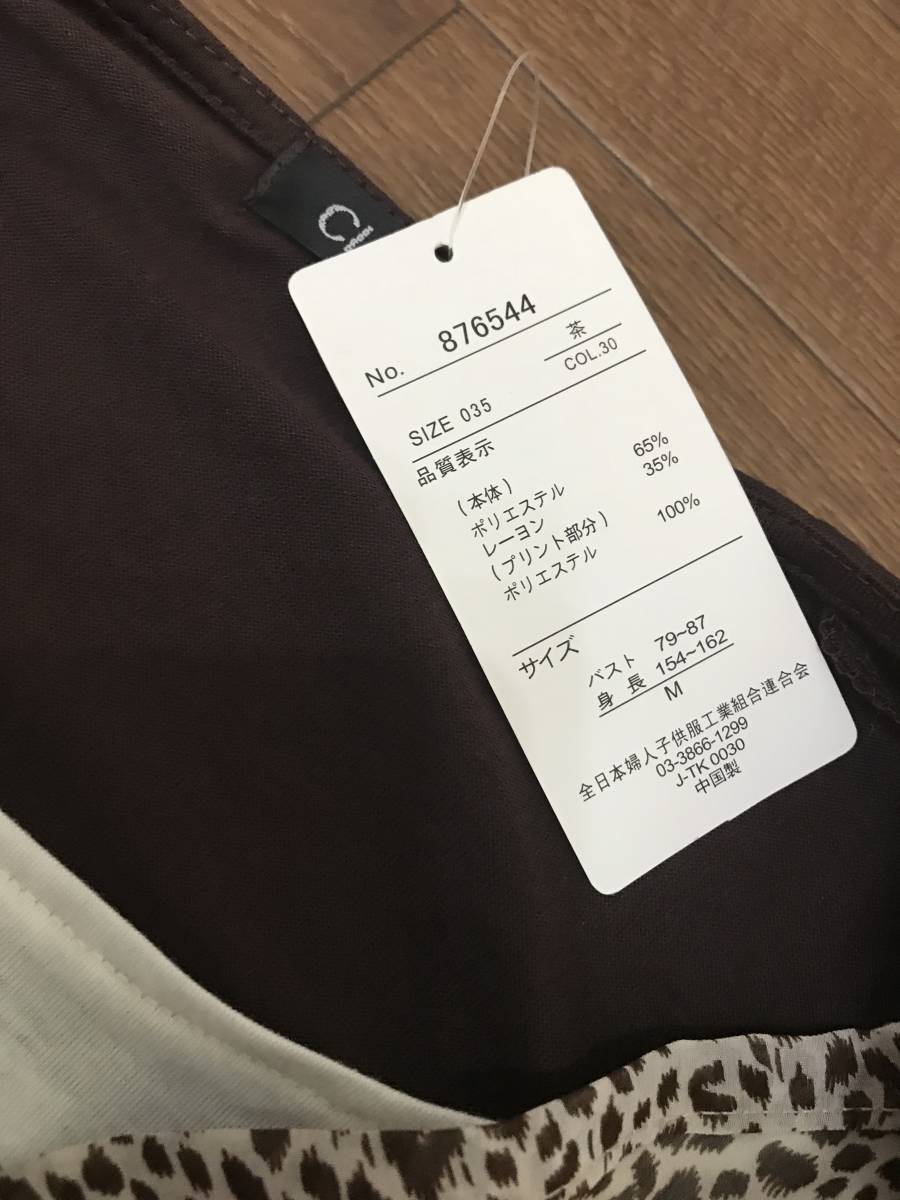 No. 876544
茶
COL.30
SIZE 035
品質表示
(本体)
ポリエステル 65%
レーヨン 35%
(プリント部分)
ポリエステル 100%
サイズ
バスト 79~87
身長 154~162
M
全日本婦人子供服工業組合連合会
03-3866-1299
J-TK 0030
中国製